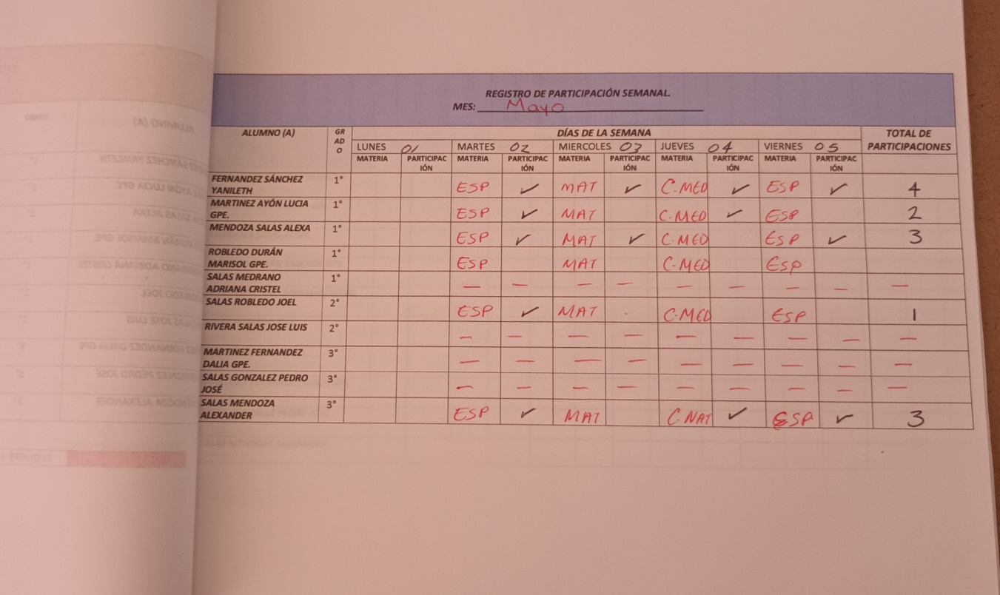 REGISTRO DE PARTICIPACIÓN SEMANAL.
MES: Mayo
ALUMNO (A) GRADO DÍAS DE LA SEMANA TOTAL DE PARTICIPACIONES
LUNES 01 MARTES 02 MIERCOLES 03 JUEVES 04 VIERNES 05
MATERIA PARTICIPACIÓN MATERIA PARTICIPACIÓN MATERIA PARTICIPACIÓN MATERIA PARTICIPACIÓN MATERIA PARTICIPACIÓN
FERNANDEZ SÁNCHEZ YANILETH 1° ESP ✓ MAT ✓ C.MED ✓ ESP ✓ 4
MARTINEZ AYÓN LUCIA GPE. 1° ESP ✓ MAT C.MED ✓ ESP 2
MENDOZA SALAS ALEXA 1° ESP ✓ MAT ✓ C.MED ESP ✓ 3
ROBLEDO DURÁN MARISOL GPE. 1° ESP MAT C.MED ESP
SALAS MEDRANO ADRIANA CRISTEL 1° — — — — — — — — —
SALAS ROBLEDO JOEL 2° ESP ✓ MAT C.MED ESP 1
RIVERA SALAS JOSE LUIS 2° — — — — — — — — —
MARTINEZ FERNANDEZ DALIA GPE. 3° — — — — — — — — —
SALAS GONZALEZ PEDRO JOSÉ 3° — — — — — — — — —
SALAS MENDOZA ALEXANDER 3° ESP ✓ MAT C.NAT ✓ ESP ✓ 3